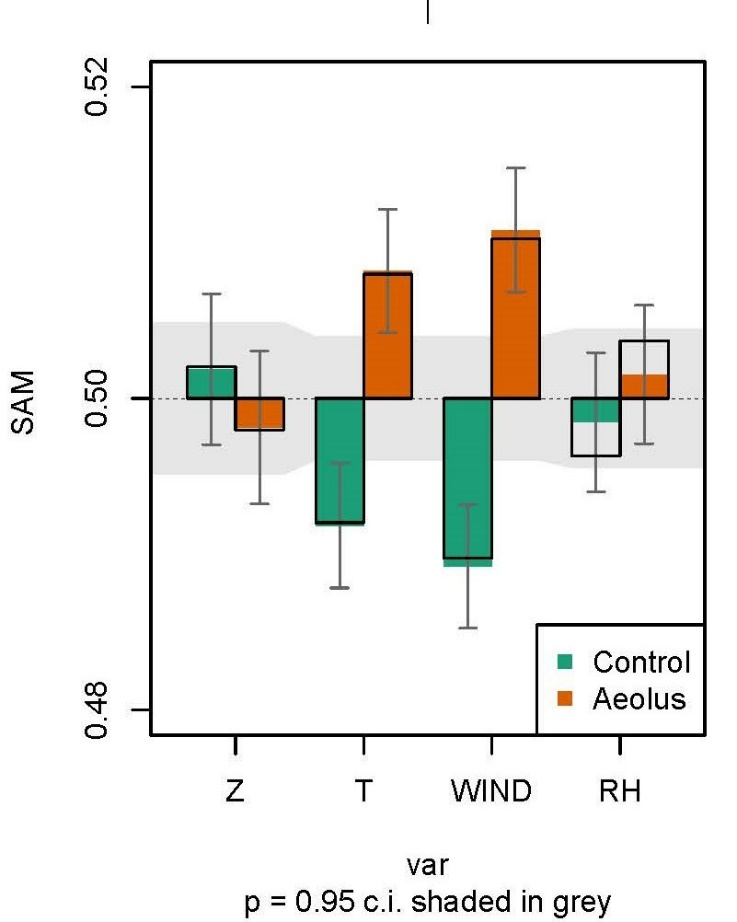 0.52
0.50
0.48
SAM
Control
Aeolus
Z T WIND RH
var
p = 0.95 c.i. shaded in grey